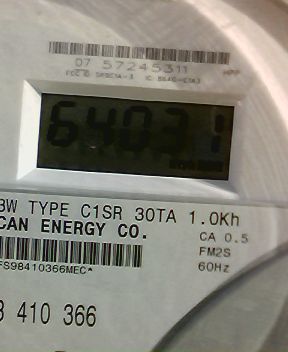 07 57245311
64031
3W TYPE C1SR 30TA 1.0Kh
CAN ENERGY CO.
CA 0.5
FM2S
60Hz
FS98410366MEC*
3 410 366